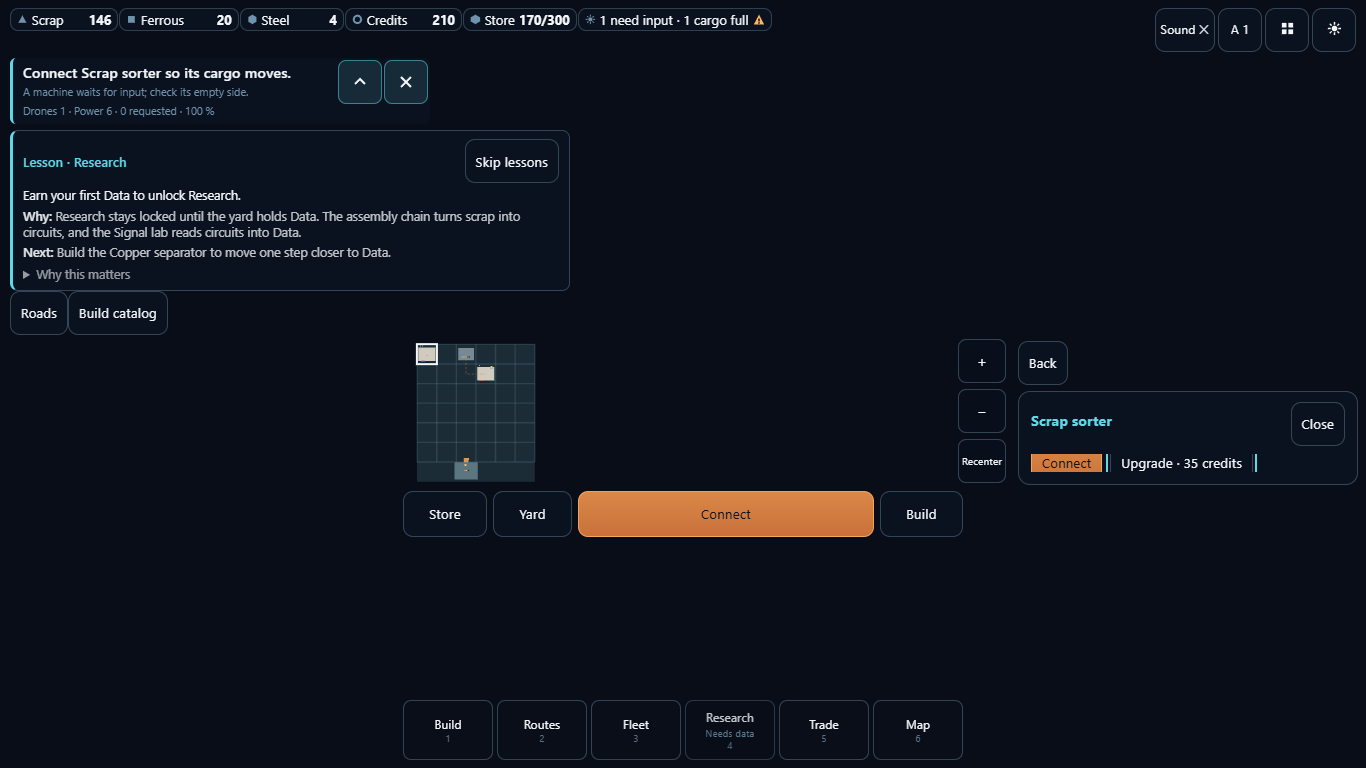 Scrap 146
Ferrous 20
Steel 4
Credits 210
Store 170/300
1 need input · 1 cargo full
Sound
A 1
Connect Scrap sorter so its cargo moves.
A machine waits for input; check its empty side.
Drones 1 · Power 6 · 0 requested · 100 %
Lesson · Research
Skip lessons
Earn your first Data to unlock Research.
Why: Research stays locked until the yard holds Data. The assembly chain turns scrap into
circuits, and the Signal lab reads circuits into Data.
Next: Build the Copper separator to move one step closer to Data.
Why this matters
Roads
Build catalog
+
−
Recenter
Back
Scrap sorter
Close
Connect
Upgrade · 35 credits
Store
Yard
Connect
Build
Build
1
Routes
2
Fleet
3
Research
Needs data
4
Trade
5
Map
6